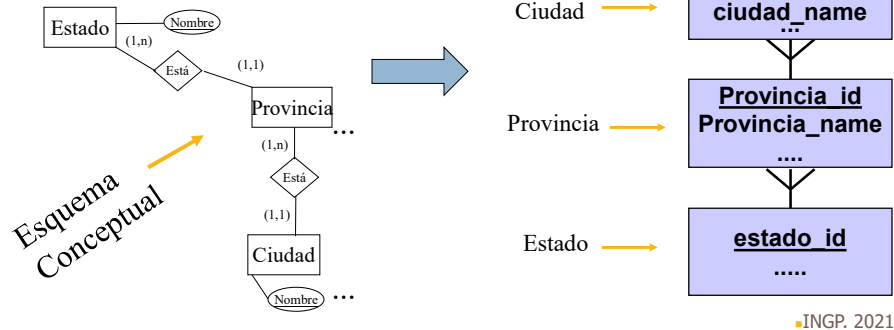 Estado
Nombre
(1,n)
Está
(1,1)
Provincia
...
(1,n)
Está
(1,1)
Ciudad
Nombre
...
Esquema
Conceptual
Ciudad
ciudad_name
...
Provincia
Provincia_id
Provincia_name
....
Estado
estado_id
.....
INGP. 2021